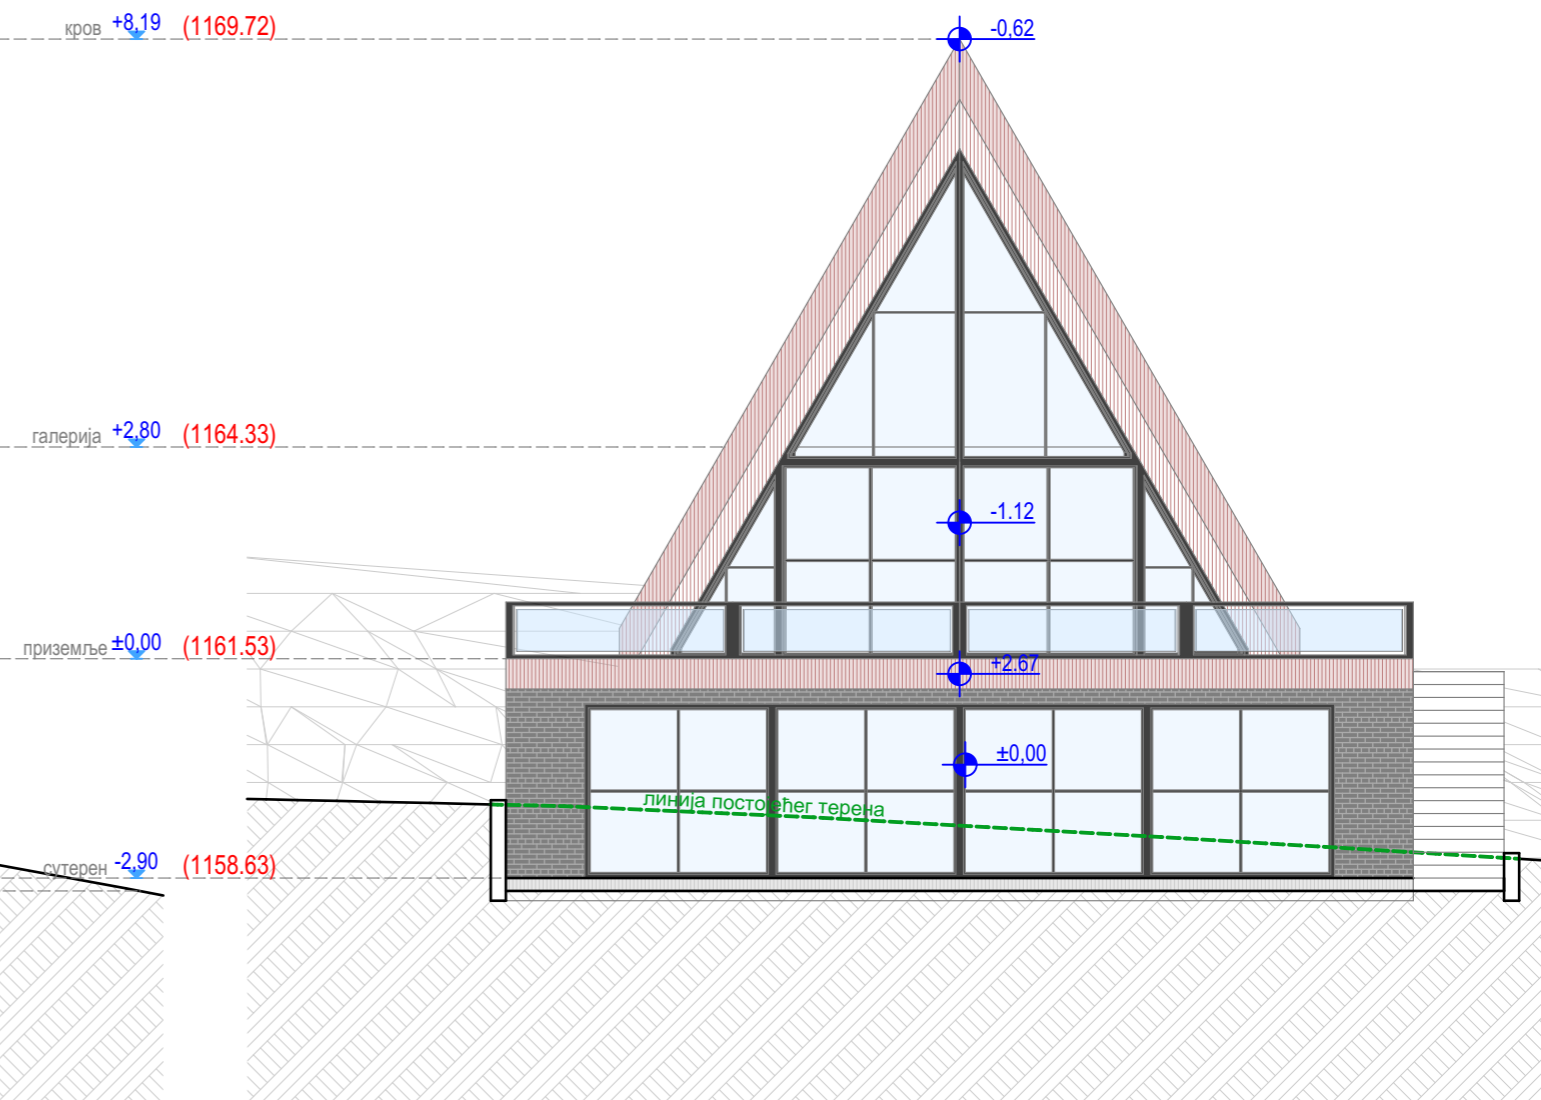 кров +8,19 (1169.72)
-0,62
галерија +2,80 (1164.33)
-1.12
приземље ±0,00 (1161.53)
+2.67
±0,00
линија постојећег терена
сутерен -2,90 (1158.63)